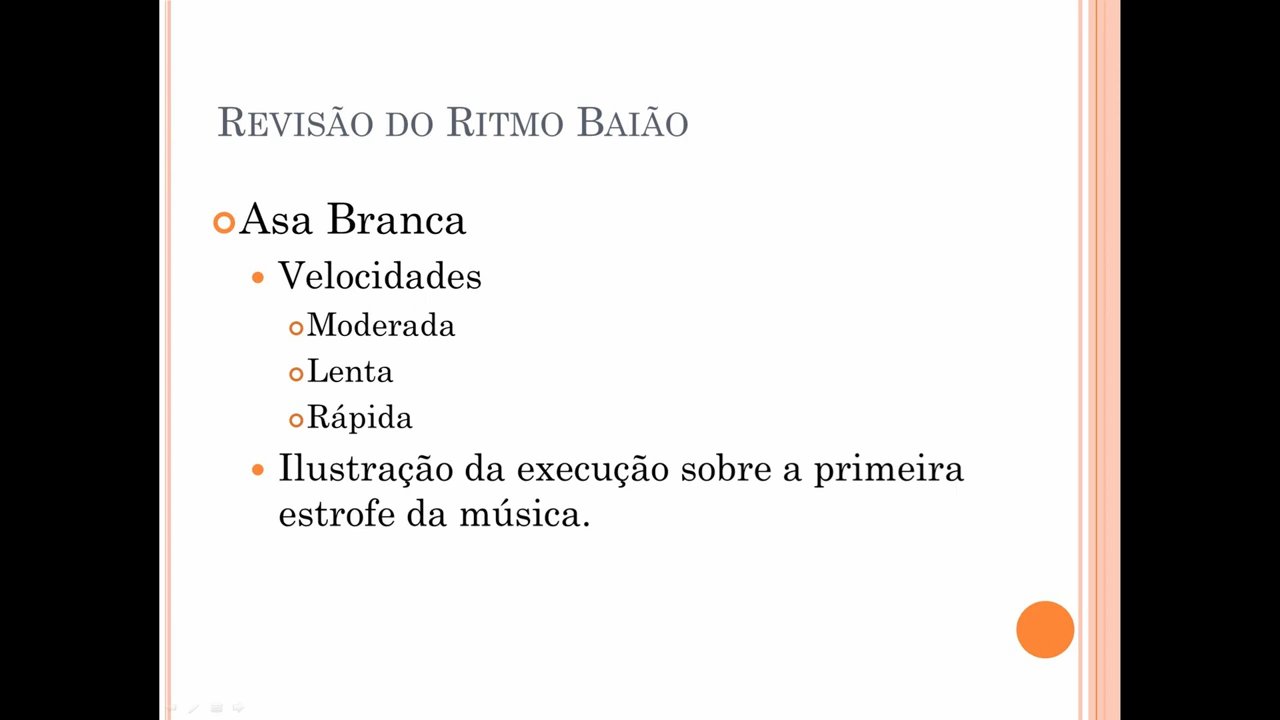 Revisão do Ritmo Baião
Asa Branca
Velocidades
Moderada
Lenta
Rápida
Ilustração da execução sobre a primeira
estrofe da música.